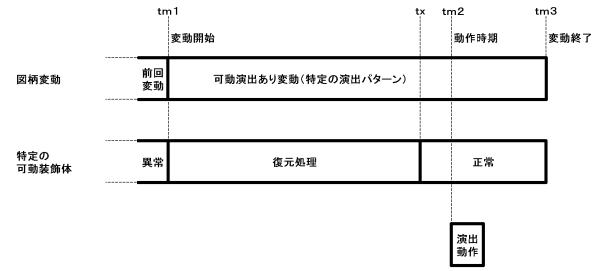 tm1
tx
tm2
tm3
変動開始
動作時期
変動終了
図柄変動
前回
変動
可動演出あり変動(特定の演出パターン)
特定の
可動装飾体
異常
復元処理
正常
演出
動作